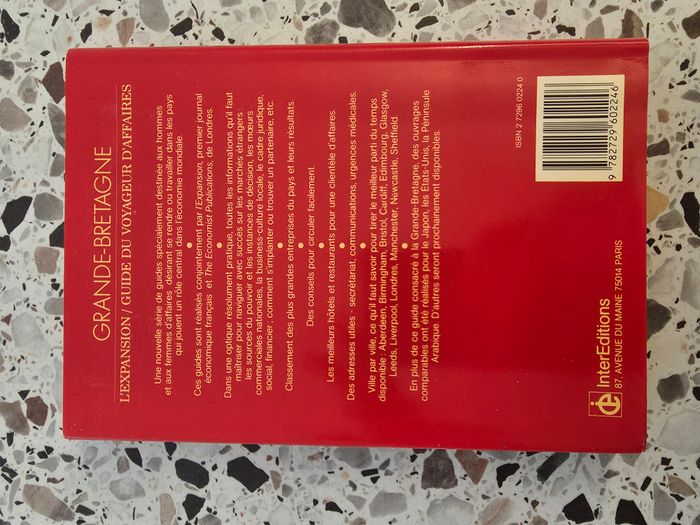 GRANDE-BRETAGNE
L'EXPANSION / GUIDE DU VOYAGEUR D'AFFAIRES
Une nouvelle série de guides spécialement destinée aux hommes
et aux femmes d'affaires désirant se rendre ou travailler dans les pays
qui jouent un rôle central dans l'économie mondiale.
•
Ces guides sont réalisés conjointement par l'Expansion, premier journal
économique français et The Economist Publications, de Londres.
•
Dans une optique résolument pratique, toutes les informations qu'il faut
maîtriser pour naviguer avec succès sur les marchés étrangers :
les sources du pouvoir et les instances de décision, les mœurs
commerciales nationales, la business-culture locale, le cadre juridique,
social, financier ; comment s'implanter ou trouver un partenaire, etc.
•
Classement des plus grandes entreprises du pays et leurs résultats.
•
Des conseils pour circuler facilement.
•
Les meilleurs hôtels et restaurants pour une clientèle d'affaires.
•
Des adresses utiles - secrétariat, communications, urgences médicales.
•
Ville par ville, ce qu'il faut savoir pour tirer le meilleur parti du temps
disponible : Aberdeen, Birmingham, Bristol, Cardiff, Edimbourg, Glasgow,
Leeds, Liverpool, Londres, Manchester, Newcastle, Sheffield.
•
En plus de ce guide consacré à la Grande-Bretagne, des ouvrages
comparables ont été réalisés pour le Japon, les Etats-Unis, la Péninsule
Arabique. D'autres seront prochainement disponibles.
InterEditions
87, AVENUE DU MAINE 75014 PARIS
ISBN 2 7296 0224 0
9 782729 602246